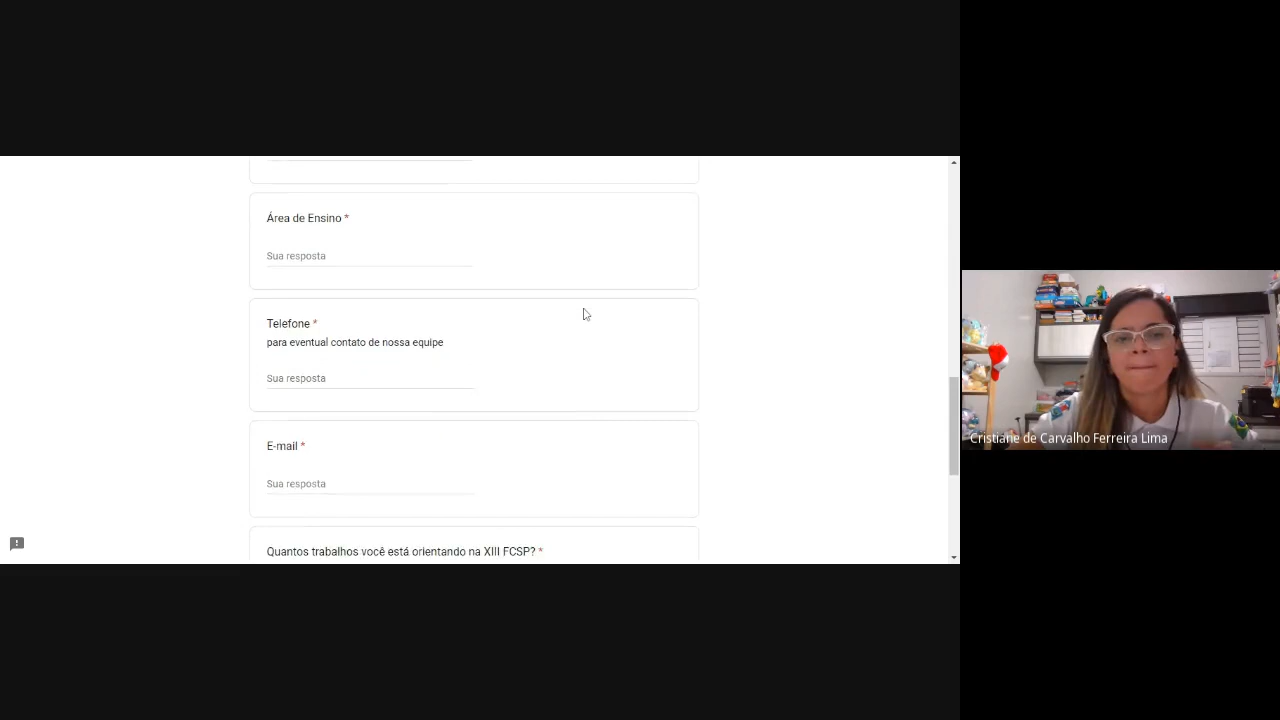 Área de Ensino *
Sua resposta
Telefone *
para eventual contato de nossa equipe
Sua resposta
E-mail *
Sua resposta
Quantos trabalhos você está orientando na XIII FCSP? *
Cristiane de Carvalho Ferreira Lima